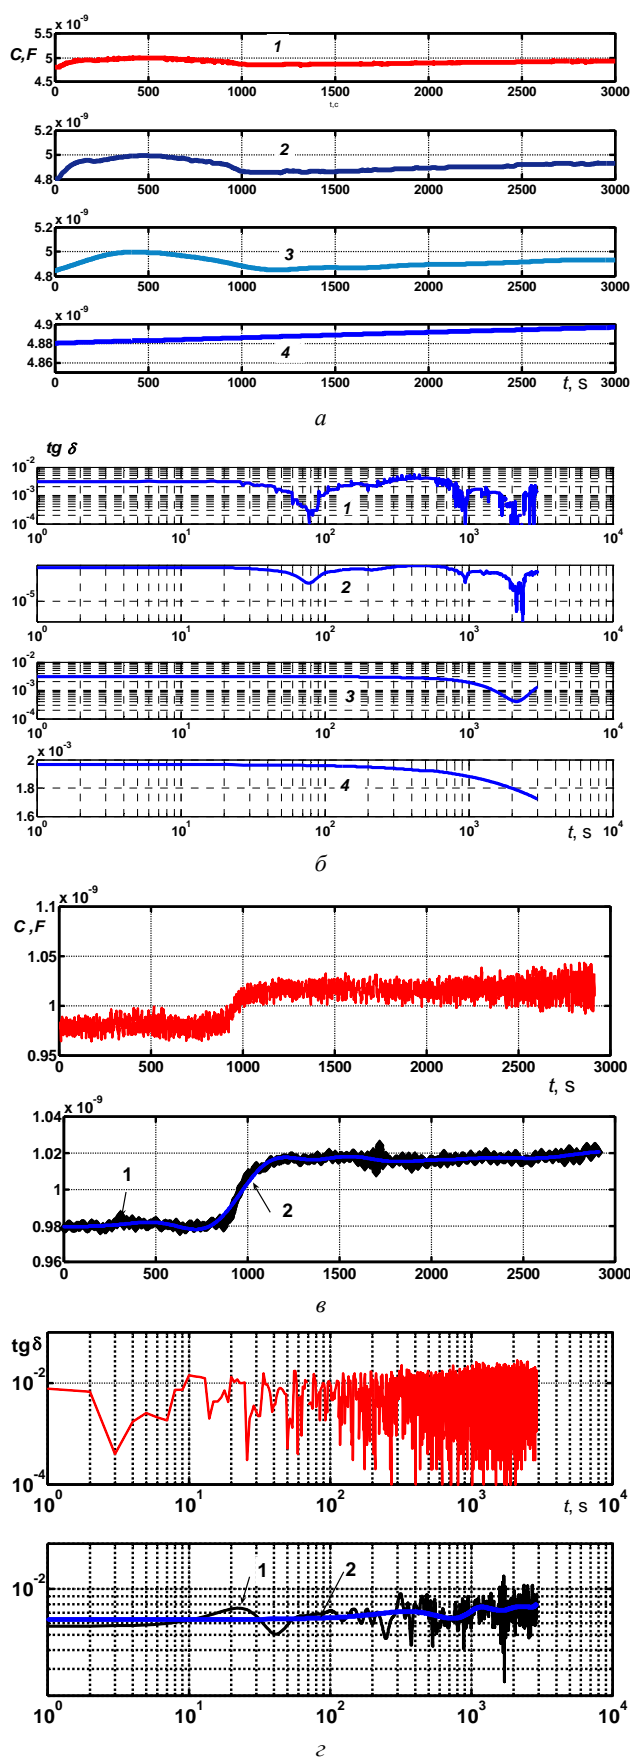 5.5 x 10⁻⁹
C,F
1
5
4.5
0 500 1000 1500 2000 2500 3000
t,c
5.2 x 10⁻⁹
2
5
4.8
0 500 1000 1500 2000 2500 3000
5.2 x 10⁻⁹
3
5
4.8
0 500 1000 1500 2000 2500 3000
4.9 x 10⁻⁹
4.88
4
4.86
0 500 1000 1500 2000 2500 3000
t, s
а
tg δ
10⁻²
10⁻³
1
10⁻⁴
10⁰ 10¹ 10² 10³ 10⁴
2
10⁻⁵
10⁰ 10¹ 10² 10³ 10⁴
10⁻²
10⁻³
3
10⁻⁴
10⁰ 10¹ 10² 10³ 10⁴
2 x 10⁻³
4
1.8
1.6
10⁰ 10¹ 10² 10³ t, s 10⁴
б
1.1 x 10⁻⁹
C ,F
1.05
1
0.95
0 500 1000 1500 2000 2500 3000
t, s
1.04 x 10⁻⁹
1.02
1
1 2
0.98
0.96
0 500 1000 1500 2000 2500 3000
в
tg δ
10⁻²
10⁻⁴
10⁰ 10¹ 10² 10³ t, s 10⁴
1 2
10⁻²
10⁰ 10¹ 10² 10³ 10⁴
г